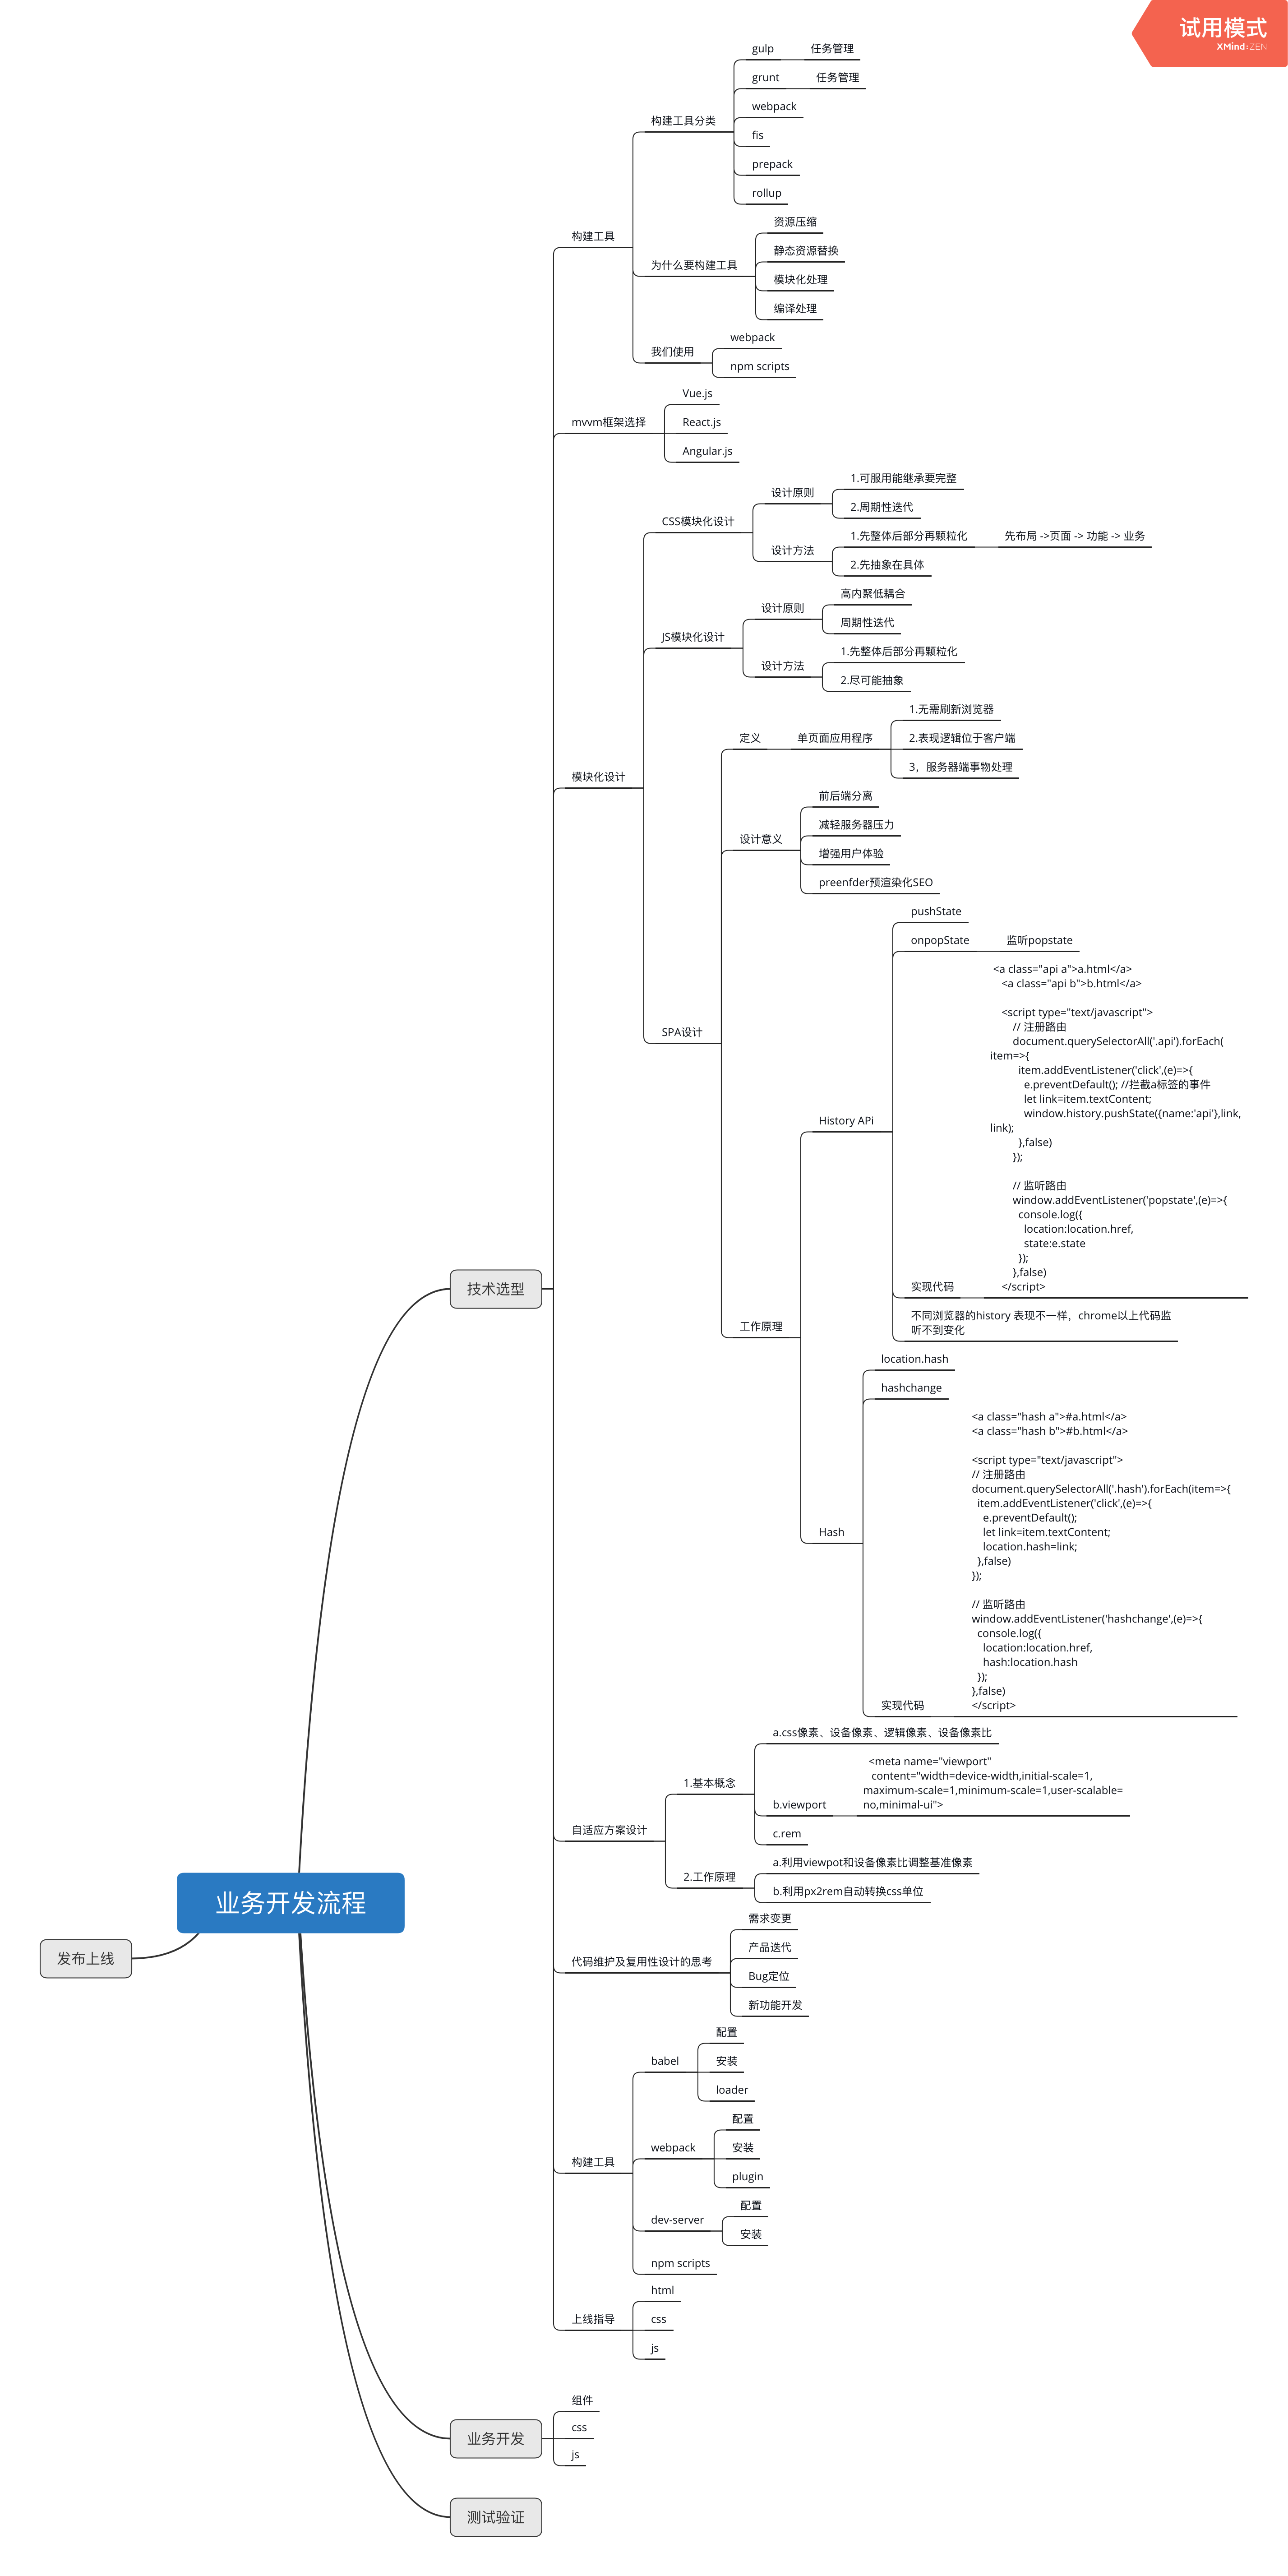 试用模式
XMind:ZEN
gulp
任务管理
grunt
任务管理
webpack
构建工具分类
fis
prepack
rollup
资源压缩
构建工具
静态资源替换
为什么要构建工具
模块化处理
编译处理
webpack
我们使用
npm scripts
Vue.js
mvvm框架选择
React.js
Angular.js
1.可服用能继承要完整
设计原则
2.周期性迭代
CSS模块化设计
1.先整体后部分再颗粒化
先布局 ->页面 -> 功能 -> 业务
设计方法
2.先抽象在具体
高内聚低耦合
设计原则
周期性迭代
JS模块化设计
1.先整体后部分再颗粒化
设计方法
2.尽可能抽象
1.无需刷新浏览器
定义
单页面应用程序
2.表现逻辑位于客户端
3，服务器端事物处理
模块化设计
前后端分离
减轻服务器压力
设计意义
增强用户体验
preenfder预渲染化SEO
pushState
onpopState
监听popstate
SPA设计
<a class="api a">a.html</a>
<a class="api b">b.html</a>
<script type="text/javascript">
// 注册路由
document.querySelectorAll('.api').forEach(
item=>{
item.addEventListener('click',(e)=>{
e.preventDefault(); //拦截a标签的事件
let link=item.textContent;
window.history.pushState({name:'api'},link,
link);
},false)
});
// 监听路由
window.addEventListener('popstate',(e)=>{
console.log({
location:location.href,
state:e.state
});
},false)
</script>
History APi
实现代码
不同浏览器的history 表现不一样，chrome以上代码监
听不到变化
技术选型
工作原理
location.hash
hashchange
<a class="hash a">#a.html</a>
<a class="hash b">#b.html</a>
<script type="text/javascript">
// 注册路由
document.querySelectorAll('.hash').forEach(item=>{
item.addEventListener('click',(e)=>{
e.preventDefault();
let link=item.textContent;
location.hash=link;
},false)
});
// 监听路由
window.addEventListener('hashchange',(e)=>{
console.log({
location:location.href,
hash:location.hash
});
},false)
</script>
Hash
实现代码
a.css像素、设备像素、逻辑像素、设备像素比
1.基本概念
<meta name="viewport"
content="width=device-width,initial-scale=1,
maximum-scale=1,minimum-scale=1,user-scalable=
no,minimal-ui">
b.viewport
自适应方案设计
c.rem
a.利用viewpot和设备像素比调整基准像素
2.工作原理
b.利用px2rem自动转换css单位
业务开发流程
需求变更
产品迭代
代码维护及复用性设计的思考
Bug定位
新功能开发
发布上线
配置
babel
安装
loader
配置
webpack
安装
构建工具
plugin
配置
dev-server
安装
npm scripts
html
上线指导
css
js
组件
业务开发
css
js
测试验证